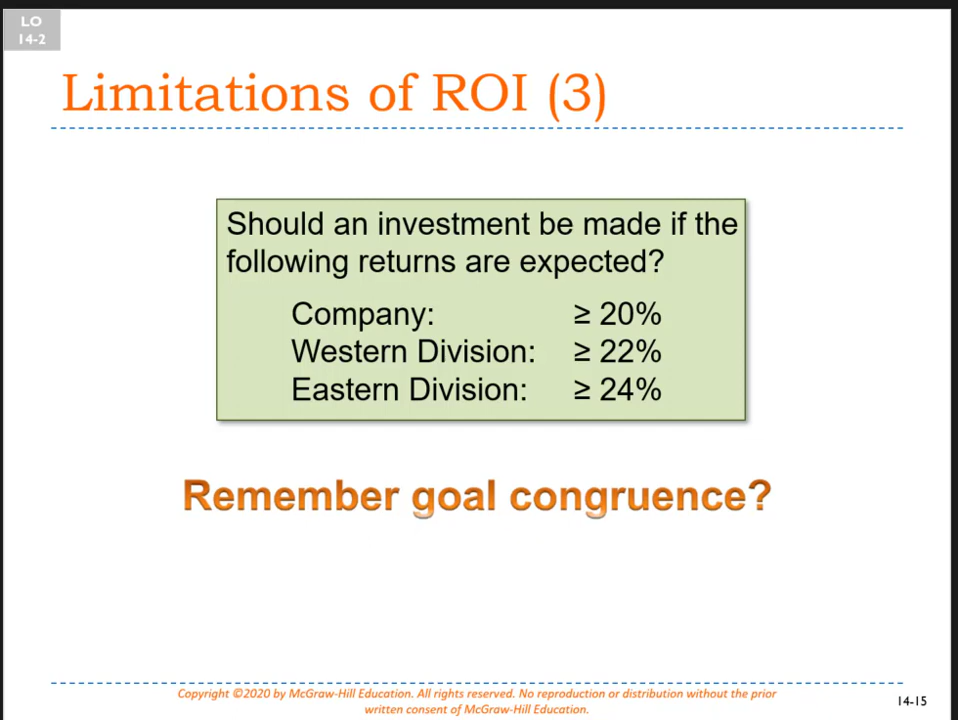 LO
14-2
Limitations of ROI (3)
Should an investment be made if the
following returns are expected?
Company: ≥ 20%
Western Division: ≥ 22%
Eastern Division: ≥ 24%
Remember goal congruence?
Copyright ©2020 by McGraw-Hill Education. All rights reserved. No reproduction or distribution without the prior
written consent of McGraw-Hill Education.
14-15